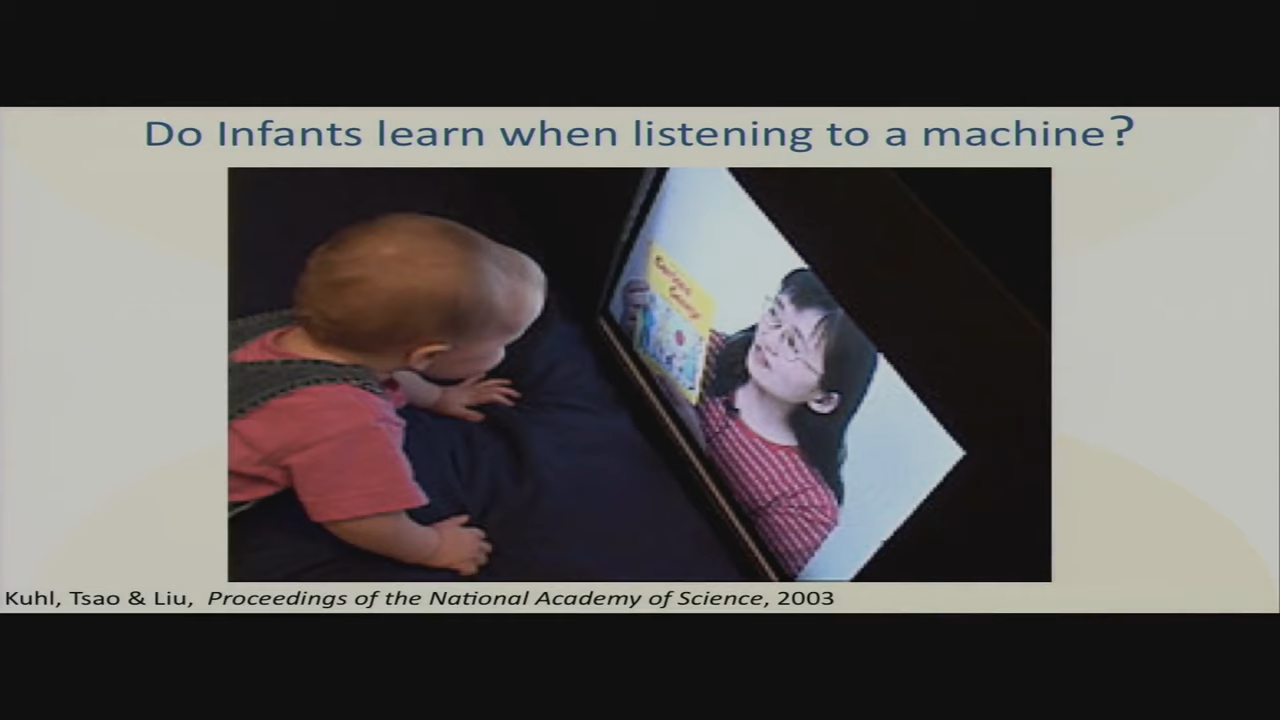 Do Infants learn when listening to a machine?
Kuhl, Tsao & Liu, Proceedings of the National Academy of Science, 2003